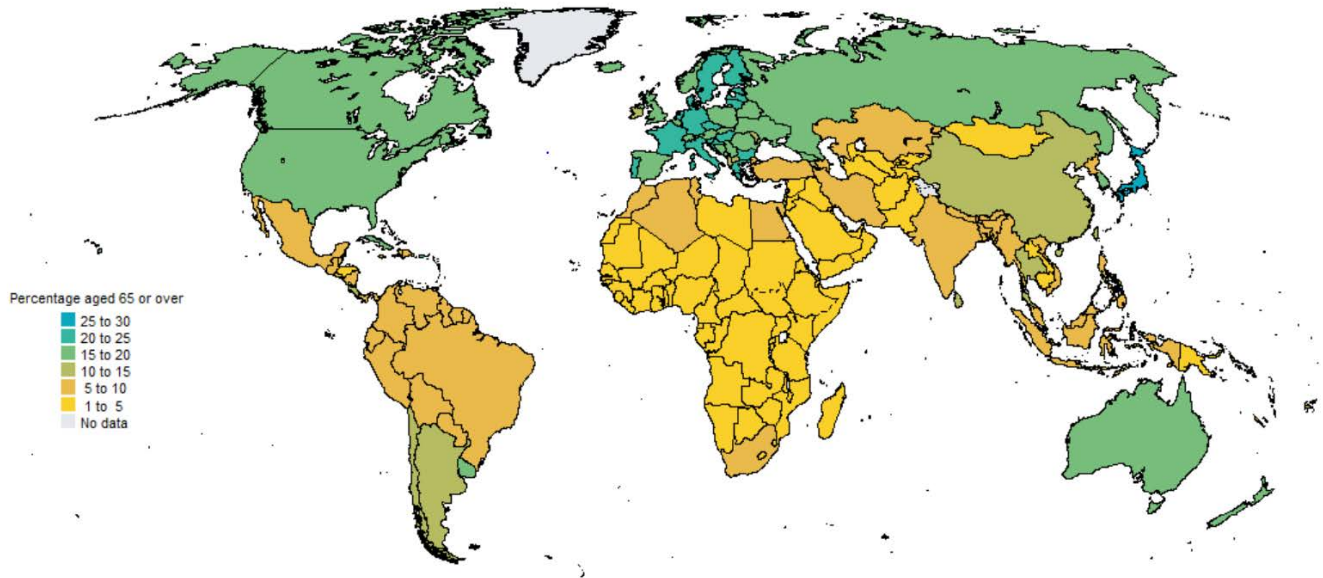 Percentage aged 65 or over
25 to 30
20 to 25
15 to 20
10 to 15
5 to 10
1 to 5
No data